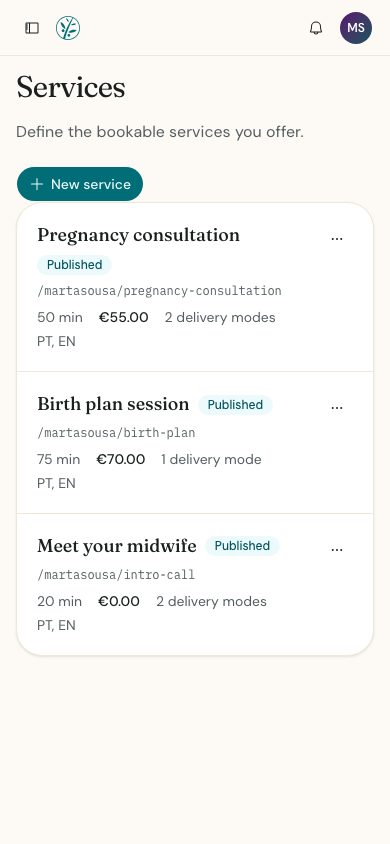 MS
Services
Define the bookable services you offer.
New service
Pregnancy consultation
...
Published
/martasousa/pregnancy-consultation
50 min €55.00 2 delivery modes
PT, EN
Birth plan session Published ...
/martasousa/birth-plan
75 min €70.00 1 delivery mode
PT, EN
Meet your midwife Published ...
/martasousa/intro-call
20 min €0.00 2 delivery modes
PT, EN